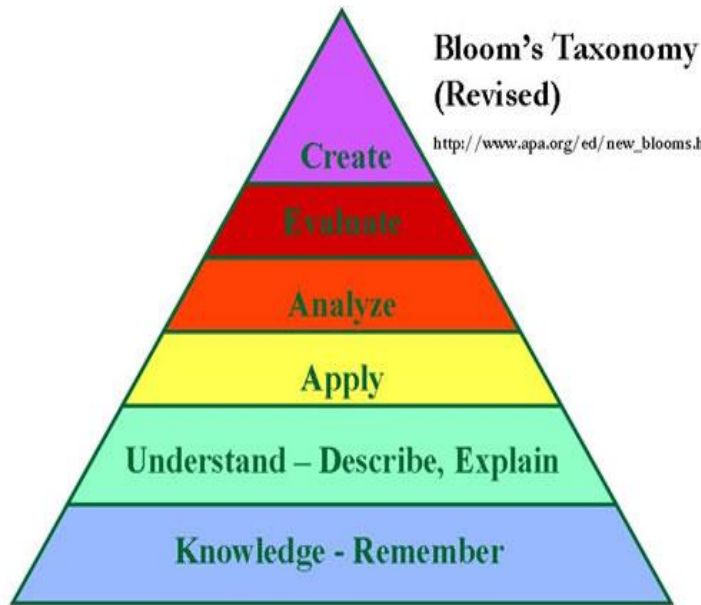 Bloom's Taxonomy
(Revised)
http://www.apa.org/ed/new_blooms.h
Create
Evaluate
Analyze
Apply
Understand – Describe, Explain
Knowledge - Remember